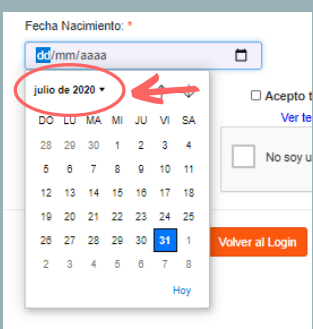 Fecha Nacimiento: *
dd/mm/aaaa
julio de 2020
Acepto t
Ver te
DO LU MA MI JU VI SA
28 29 30 1 2 3 4
5 6 7 8 9 10 11
No soy u
12 13 14 15 16 17 18
19 20 21 22 23 24 25
26 27 28 29 30 31 1
Volver al Login
2 3 4 5 6 7 8
Hoy